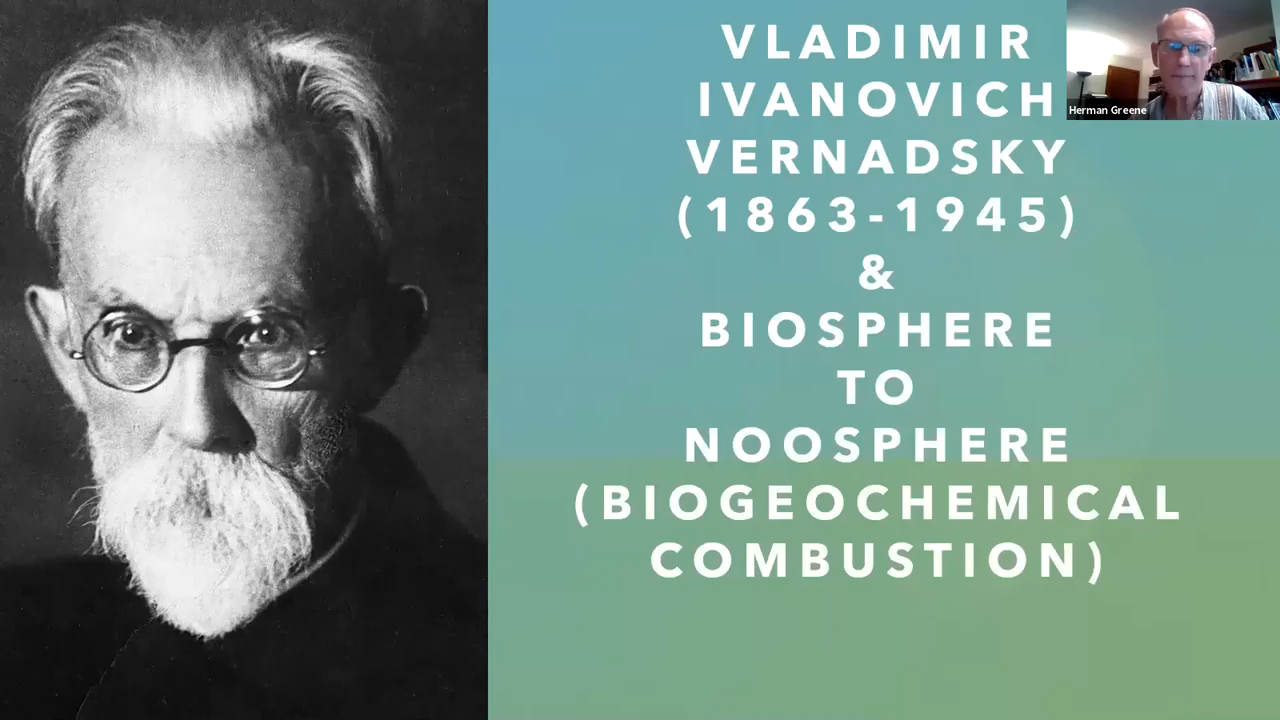 VLADIMIR
IVANOVICH
VERNADSKY
(1863-1945)
&
BIOSPHERE
TO
NOOSPHERE
(BIOGEOCHEMICAL
COMBUSTION)
Herman Greene